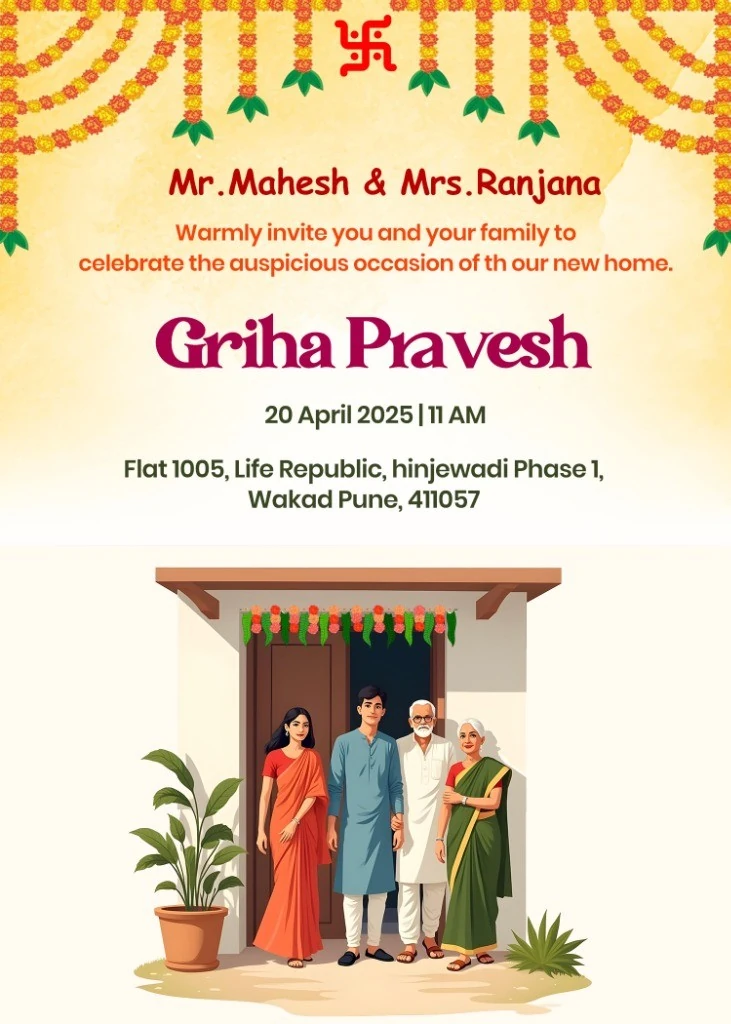 Mr.Mahesh & Mrs.Ranjana
Warmly invite you and your family to
celebrate the auspicious occasion of th our new home.
Griha Pravesh
20 April 2025 | 11 AM
Flat 1005, Life Republic, hinjewadi Phase 1,
Wakad Pune, 411057